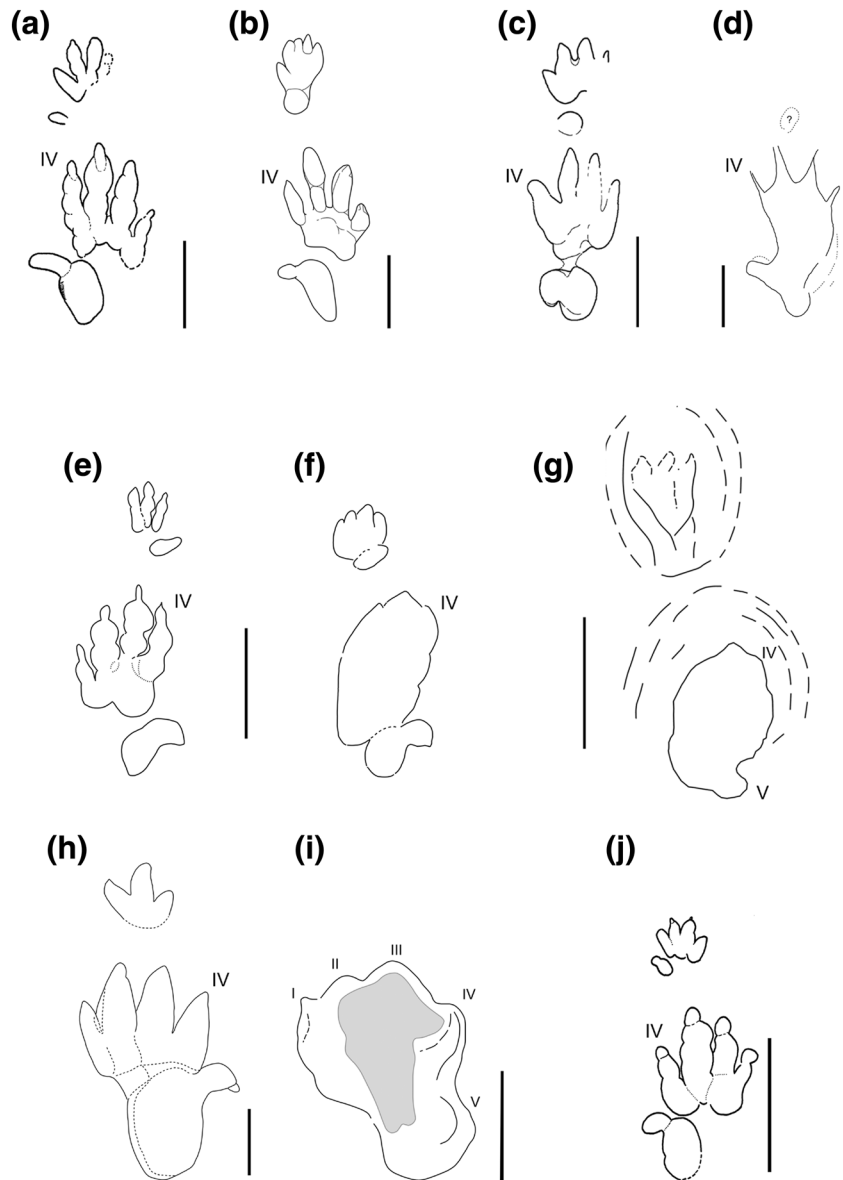 (a) (b) (c) (d)
?
IV IV IV IV
(e) (f) (g)
IV IV
IV
V
(h) (i) (j)
III
II
I IV
IV
IV
V